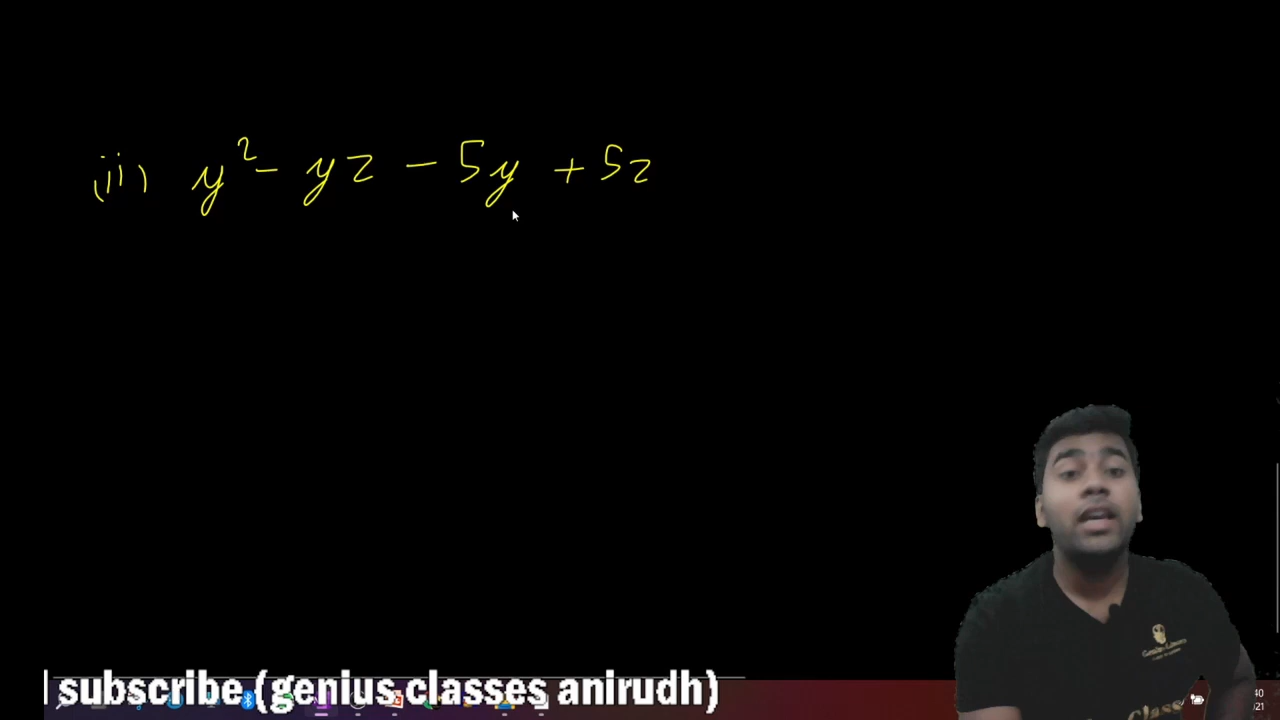 (ii) y² - yz - 5y + 5z
subscribe (genius classes anirudh)